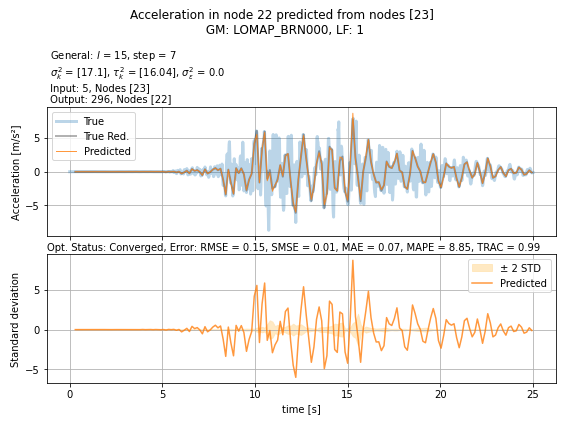 Acceleration in node 22 predicted from nodes [23]
GM: LOMAP_BRN000, LF: 1
General: l = 15, step = 7
σ²ₖ = [17.1], τ²ₖ = [16.04], σ²ε = 0.0
Input: 5, Nodes [23]
Output: 296, Nodes [22]
True
True Red.
Predicted
Acceleration [m/s²]
5
0
−5
Opt. Status: Converged, Error: RMSE = 0.15, SMSE = 0.01, MAE = 0.07, MAPE = 8.85, TRAC = 0.99
± 2 STD
Predicted
Standard deviation
5
0
−5
0 5 10 15 20 25
time [s]